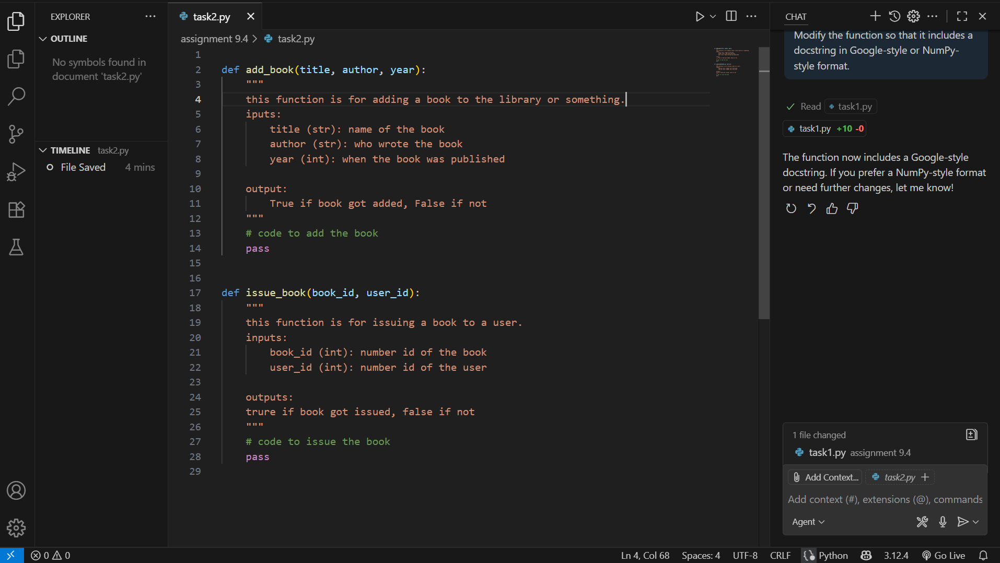 EXPLORER
OUTLINE
No symbols found in
document 'task2.py'
TIMELINE task2.py
File Saved 4 mins
task2.py
assignment 9.4 > task2.py
1
2 def add_book(title, author, year):
3 """
4 this function is for adding a book to the library or something.
5 iputs:
6 title (str): name of the book
7 author (str): who wrote the book
8 year (int): when the book was published
9
10 output:
11 True if book got added, False if not
12 """
13 # code to add the book
14 pass
15
16
17 def issue_book(book_id, user_id):
18 """
19 this function is for issuing a book to a user.
20 inputs:
21 book_id (int): number id of the book
22 user_id (int): number id of the user
23
24 outputs:
25 trure if book got issued, false if not
26 """
27 # code to issue the book
28 pass
29
CHAT
Modify the function so that it includes a
docstring in Google-style or NumPy-
style format.
Read task1.py
task1.py +10 -0
The function now includes a Google-style
docstring. If you prefer a NumPy-style format
or need further changes, let me know!
1 file changed
task1.py assignment 9.4
Add Context... task2.py
Add context (#), extensions (@), commands
Agent
0 0
Ln 4, Col 68 Spaces: 4 UTF-8 CRLF Python 3.12.4 Go Live